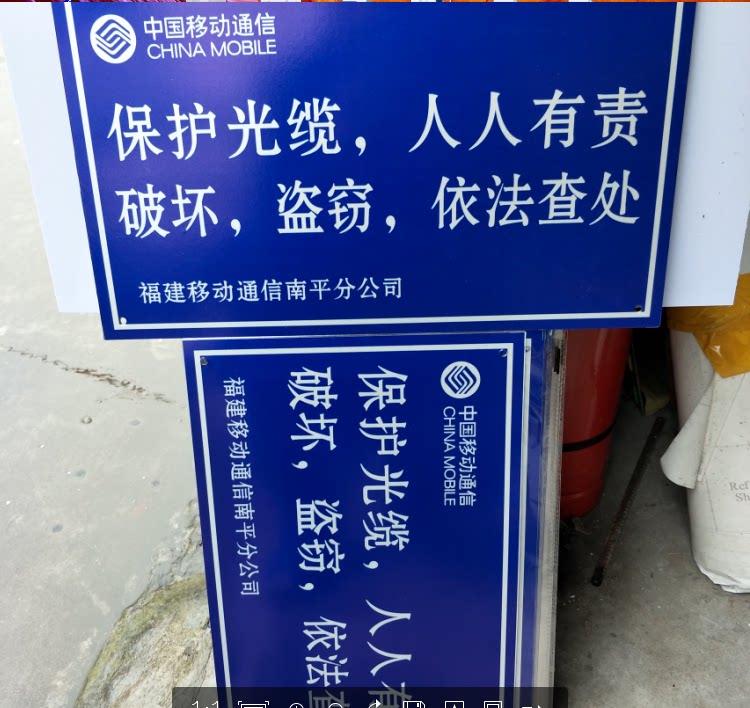 中国移动通信
CHINA MOBILE
保护光缆，人人有责
破坏，盗窃，依法查处
福建移动通信南平分公司
中国移动通信
CHINA MOBILE
保护光缆，人人有
破坏，盗窃，依法
福建移动通信南平分公司
1:1